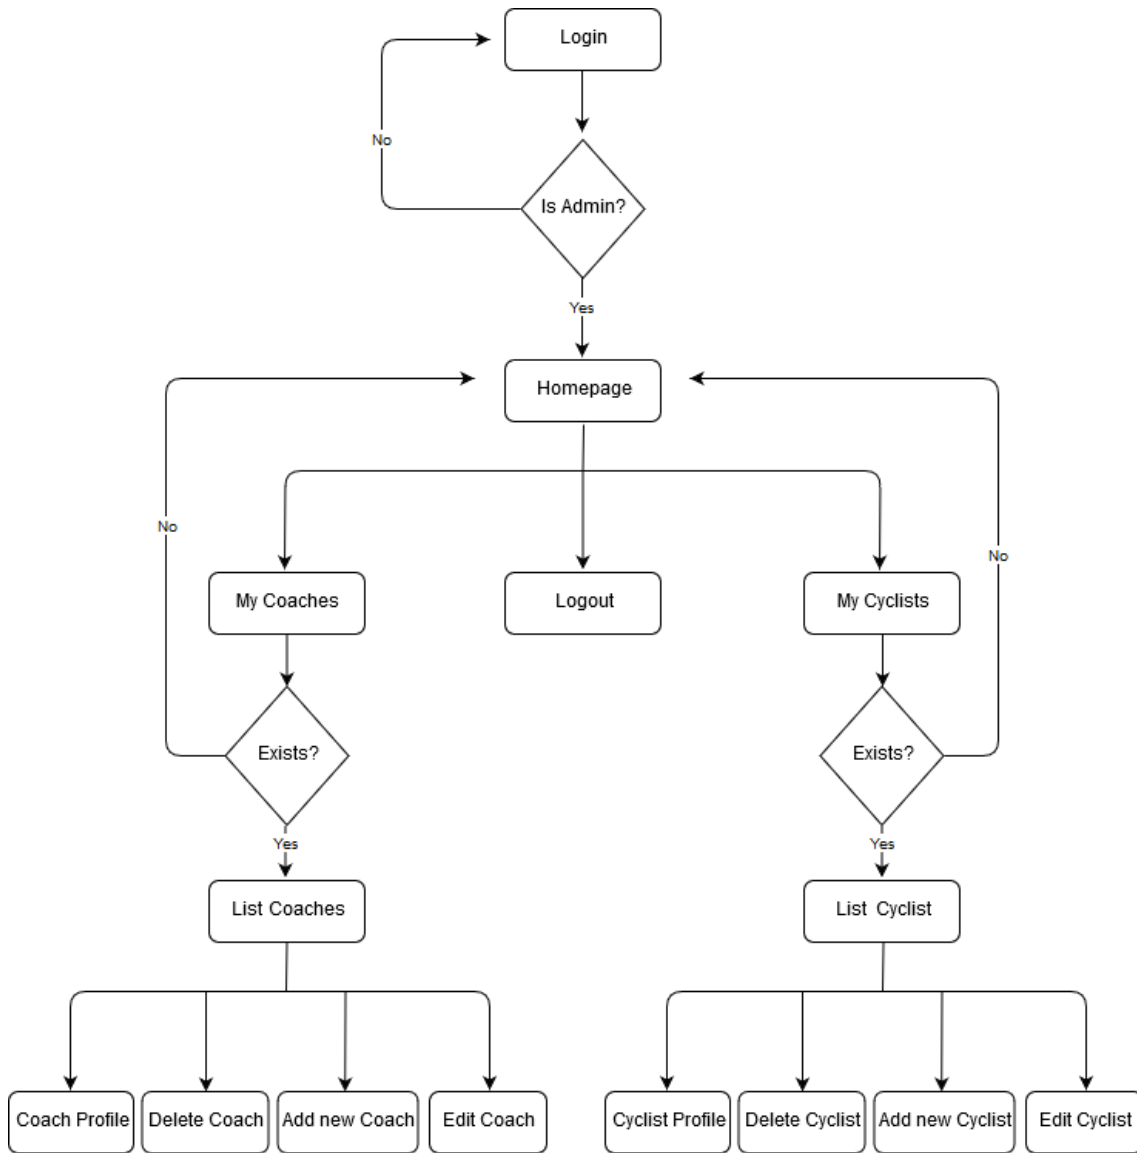 Login
No
Is Admin?
Yes
Homepage
No
No
My Coaches
Logout
My Cyclists
Exists?
Exists?
Yes
Yes
List Coaches
List Cyclist
Coach Profile
Delete Coach
Add new Coach
Edit Coach
Cyclist Profile
Delete Cyclist
Add new Cyclist
Edit Cyclist